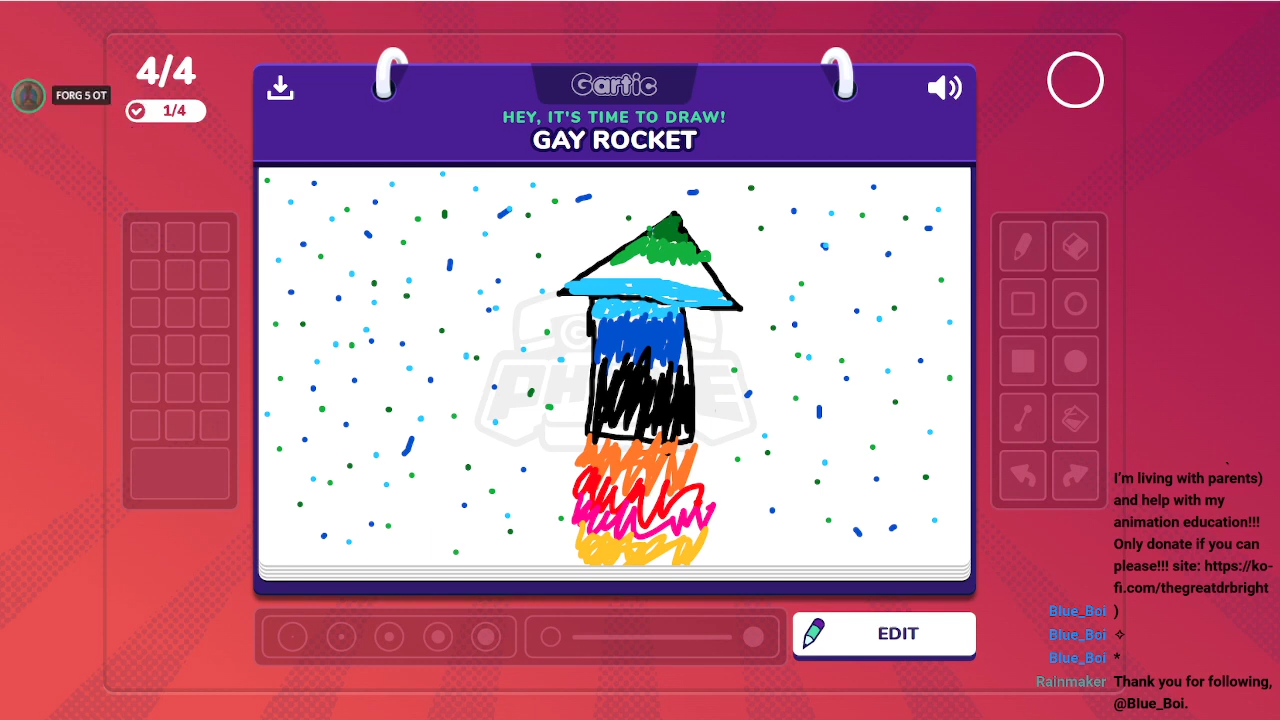 4/4
1/4
FORG 5 OT
Gartic
HEY, IT'S TIME TO DRAW!
GAY ROCKET
PHONE
EDIT
I'm living with parents)
and help with my
animation education!!!
Only donate if you can
please!!! site: https://ko-
fi.com/thegreatdrbright
Blue_Boi )
Blue_Boi ✧
Blue_Boi *
Rainmaker Thank you for following,
@Blue_Boi.